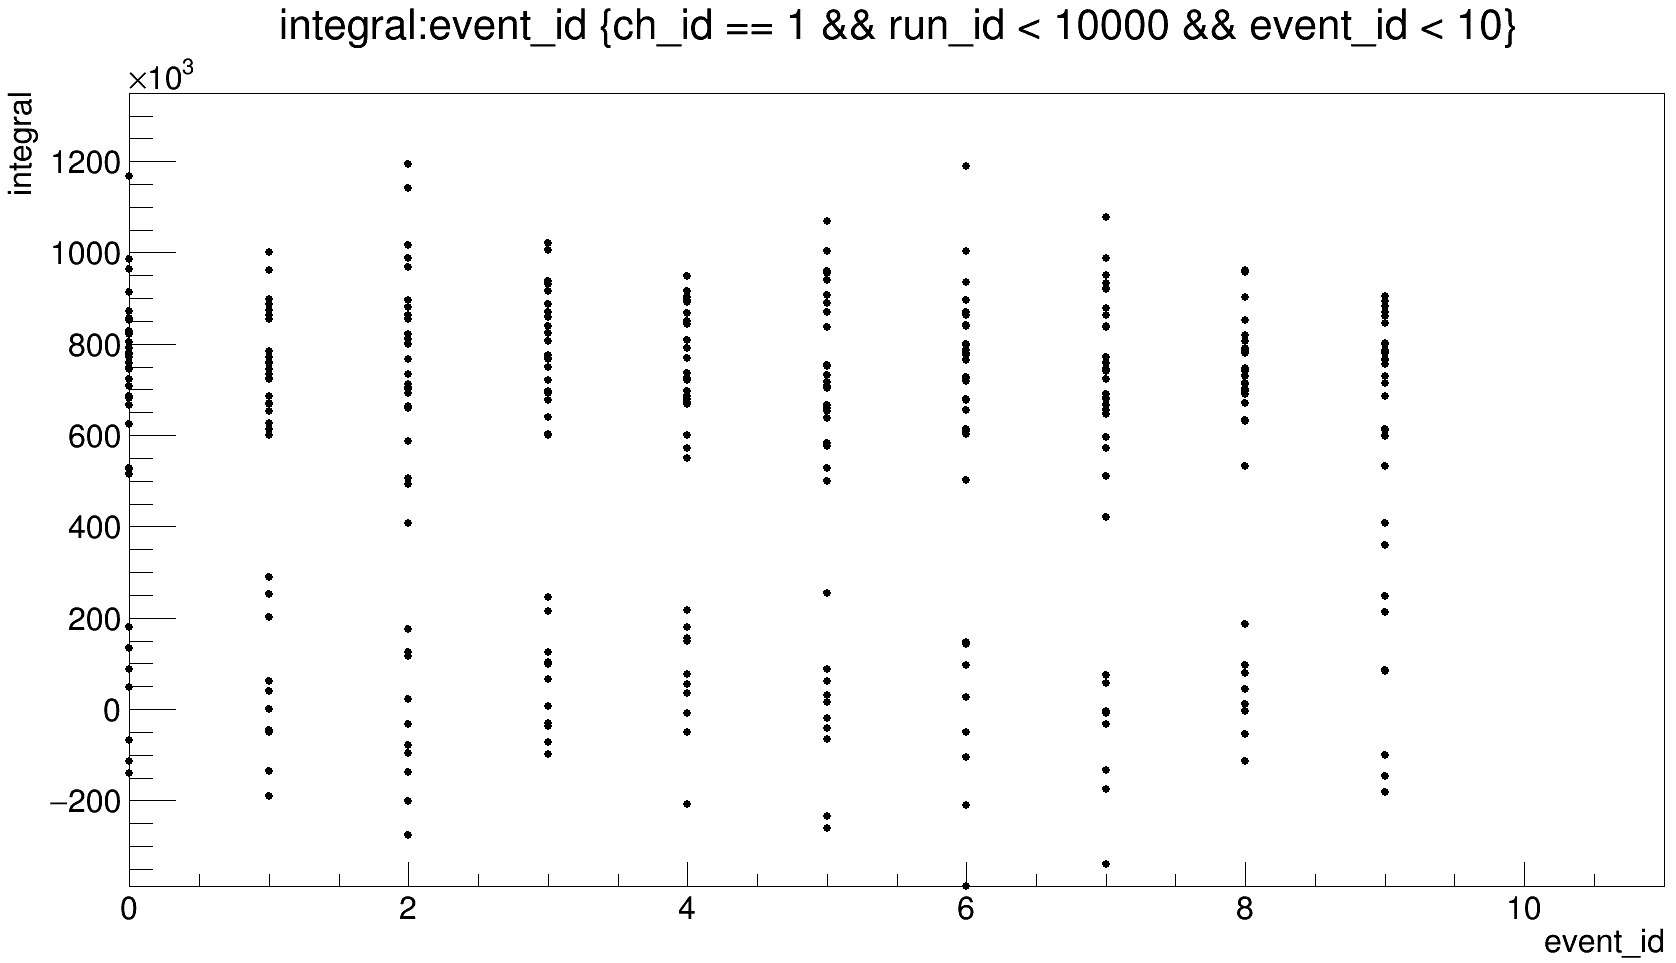 integral:event_id {ch_id == 1 && run_id < 10000 && event_id < 10}
×10³
integral
1200
1000
800
600
400
200
0
−200
0 2 4 6 8 10
event_id